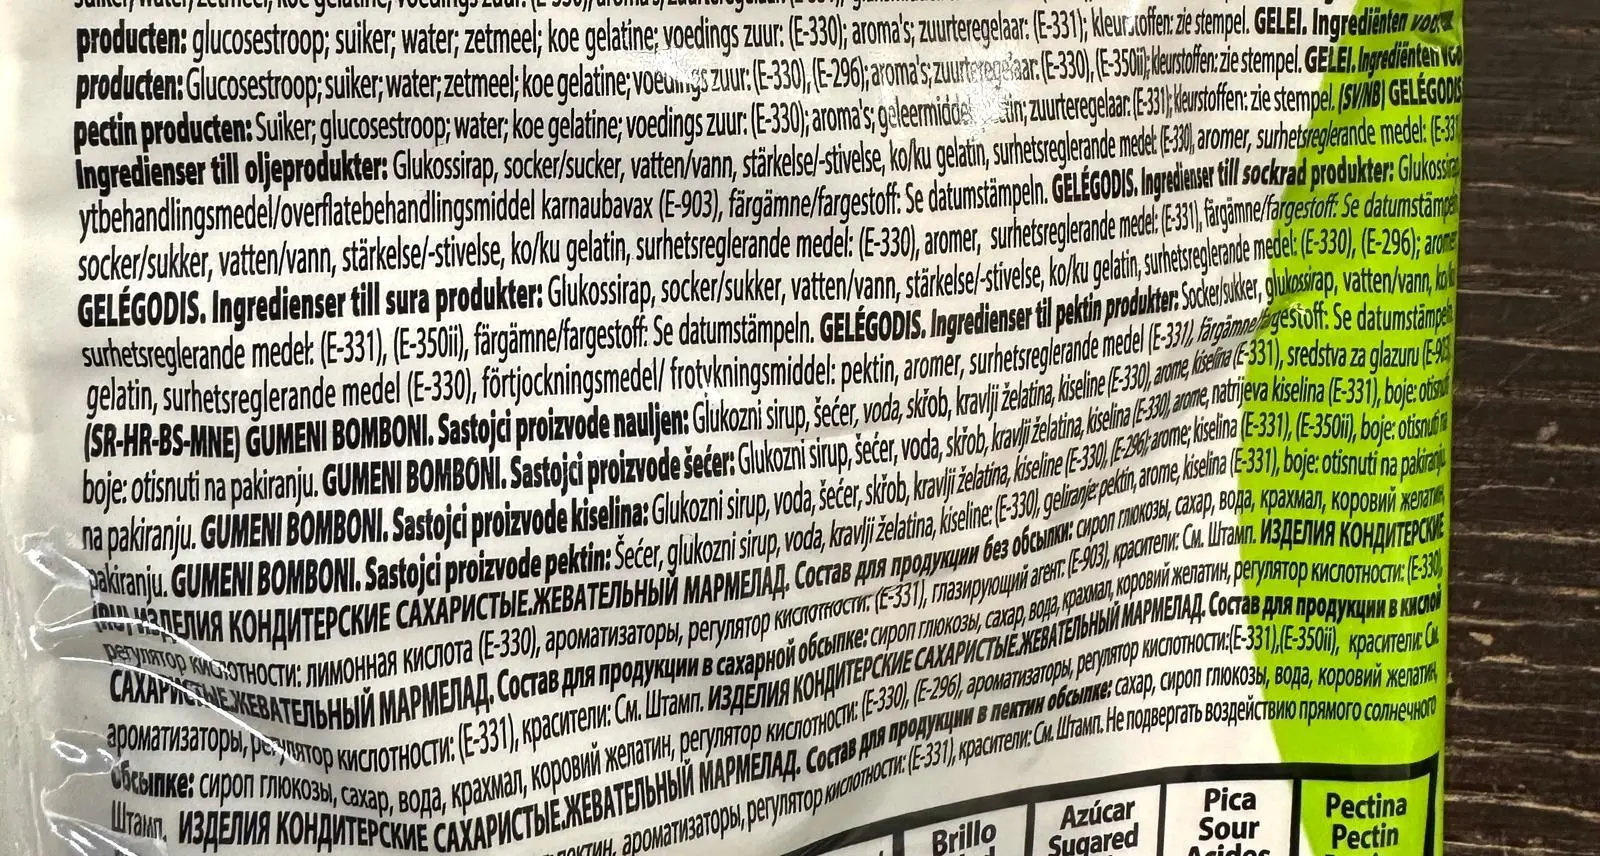 producten: glucosestroop; suiker; water; zetmeel; koe gelatine; voedings zuur: (E-330); aroma's; zuurteregelaar: (E-331); kleurstoffen: zie stempel. GELEI. Ingrediënten voor
producten: Glucosestroop; suiker; water; zetmeel; koe gelatine; voedings zuur: (E-330), (E-296); aroma's; zuurteregelaar: (E-330), (E-350ii); kleurstoffen: zie stempel. GELEI. Ingrediënten voor
pectin producten: Suiker; glucosestroop; water; koe gelatine; voedings zuur: (E-330); aroma's; geleermiddel: zuurteregelaar: (E-331); kleurstoffen: zie stempel. (SV/NB) GELÉGODIS
Ingredienser till oljeprodukter: Glukossirap, socker/sucker, vatten/vann, stärkelse/-stivelse, ko/ku gelatin, surhetsreglerande medel: (E-330), aromer, surhetsreglerande medel: (E-331
ytbehandlingsmedel/overflatebehandlingsmiddel karnaubavax (E-903), färgämne/fargestoff: Se datumstämpeln. GELÉGODIS. Ingredienser till sockrad produkter: Glukossirap
socker/sukker, vatten/vann, stärkelse/-stivelse, ko/ku gelatin, surhetsreglerande medel: (E-330), aromer, surhetsreglerande medel: (E-331), färgämne/fargestoff: Se datumstämpeln
GELÉGODIS. Ingredienser till sura produkter: Glukossirap, socker/sukker, vatten/vann, stärkelse/-stivelse, ko/ku gelatin, surhetsreglerande medel: (E-330), (E-296); aromer
surhetsreglerande medel: (E-331), (E-350ii), färgämne/fargestoff: Se datumstämpeln. GELÉGODIS. Ingredienser til pektin produkter: Socker/sukker, glukossirap, vatten/vann, ko/ku
gelatin, surhetsreglerande medel (E-330), förtjockningsmedel/ frotykningsmiddel: pektin, aromer, surhetsreglerande medel (E-331), färgämne/fargestoff: Se datumstämpeln.
(SR-HR-BS-MNE) GUMENI BOMBONI. Sastojci proizvode nauljen: Glukozni sirup, šećer, voda, skřob, kravlji želatina, kiseline (E-330), arome, kiselina (E-331), sredstva za glazuru (E-903
boje: otisnuti na pakiranju. GUMENI BOMBONI. Sastojci proizvode šećer: Glukozni sirup, šećer, voda, skřob, kravlji želatina, kiselina (E-330), arome, natrijeva kiselina (E-331), boje: otisnuti
na pakiranju. GUMENI BOMBONI. Sastojci proizvode kiselina: Glukozni sirup, voda, šećer, skřob, kravlji želatina, kiseline (E-330), (E-296); arome; kiselina (E-331), (E-350ii), boje: otisnuti na
pakiranju. GUMENI BOMBONI. Sastojci proizvode pektin: Šećer, glukozni sirup, voda, kravlji želatina, kiseline: (E-330), geliranje: pektin, arome, kiselina (E-331), boje: otisnuti na pakiranju
(RU) ИЗДЕЛИЯ КОНДИТЕРСКИЕ САХАРИСТЫЕ.ЖЕВАТЕЛЬНЫЙ МАРМЕЛАД. Состав для продукции без обсыпки: сироп глюкозы, сахар, вода, крахмал, коровий желатин,
регулятор кислотности: лимонная кислота (E-330), ароматизаторы, регулятор кислотности: (E-331), глазирующий агент: (E-903), красители: См. Штамп. ИЗДЕЛИЯ КОНДИТЕРСКИЕ
САХАРИСТЫЕ.ЖЕВАТЕЛЬНЫЙ МАРМЕЛАД. Состав для продукции в сахарной обсыпке: сироп глюкозы, сахар, вода, крахмал, коровий желатин, регулятор кислотности: (E-330),
ароматизаторы, регулятор кислотности: (E-331), красители: См. Штамп. ИЗДЕЛИЯ КОНДИТЕРСКИЕ САХАРИСТЫЕ.ЖЕВАТЕЛЬНЫЙ МАРМЕЛАД. Состав для продукции в кислой
обсыпке: сироп глюкозы, сахар, вода, крахмал, коровий желатин, регулятор кислотности: (E-330), (E-296), ароматизаторы, регулятор кислотности:(E-331),(E-350ii), красители: См.
Штамп. ИЗДЕЛИЯ КОНДИТЕРСКИЕ САХАРИСТЫЕ.ЖЕВАТЕЛЬНЫЙ МАРМЕЛАД. Состав для продукции в пектин обсыпке: сахар, сироп глюкозы, вода, коровий желатин,
ароматизаторы, регулятор кислотности: (E-331), красители: См. Штамп. Не подвергать воздействию прямого солнечного
Brillo
Azúcar
Sugared
Pica
Sour
Pectina
Pectin